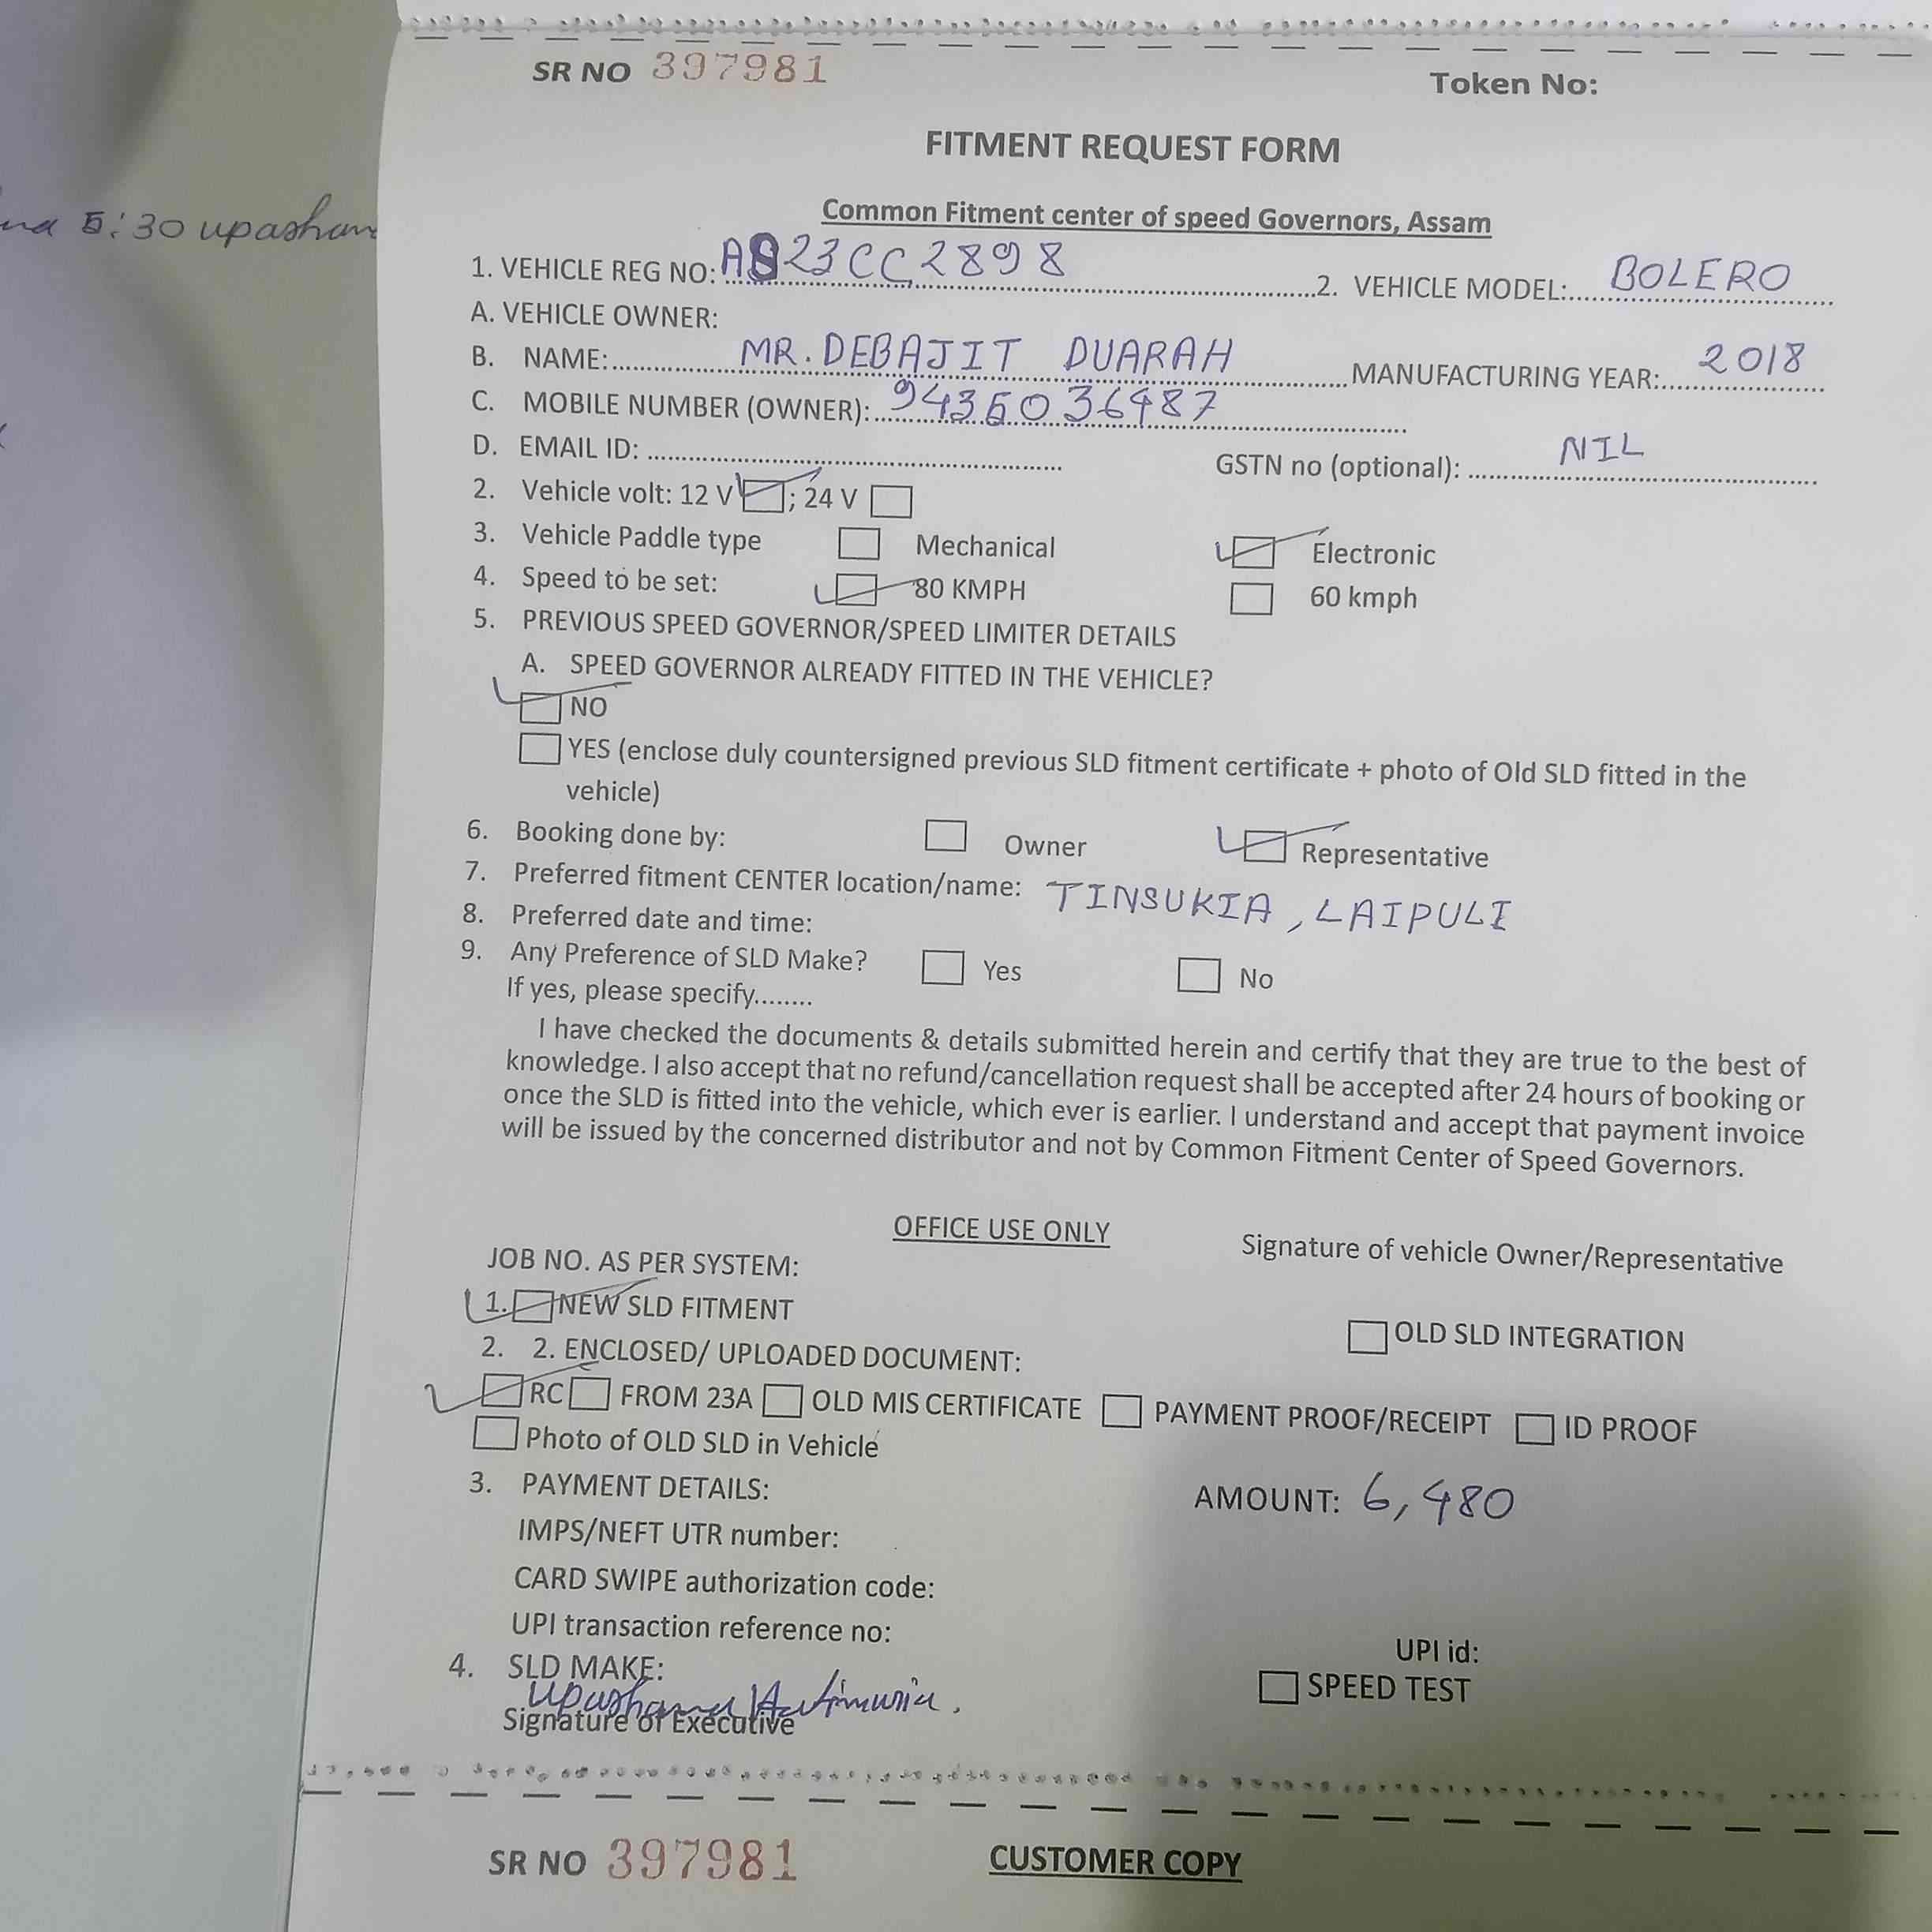 SR NO 397981
Token No:
FITMENT REQUEST FORM
Common Fitment center of speed Governors, Assam
1. VEHICLE REG NO: AS23CC2898 2. VEHICLE MODEL: BOLERO
A. VEHICLE OWNER:
B. NAME: MR. DEBAJIT DUARAH MANUFACTURING YEAR: 2018
C. MOBILE NUMBER (OWNER): 9435036487
D. EMAIL ID: GSTN no (optional): NIL
2. Vehicle volt: 12 V ; 24 V
3. Vehicle Paddle type Mechanical Electronic
4. Speed to be set: 80 KMPH 60 kmph
5. PREVIOUS SPEED GOVERNOR/SPEED LIMITER DETAILS
A. SPEED GOVERNOR ALREADY FITTED IN THE VEHICLE?
NO
YES (enclose duly countersigned previous SLD fitment certificate + photo of Old SLD fitted in the
vehicle)
6. Booking done by: Owner Representative
7. Preferred fitment CENTER location/name: TINSUKIA, LAIPULI
8. Preferred date and time:
9. Any Preference of SLD Make? Yes No
If yes, please specify........
I have checked the documents & details submitted herein and certify that they are true to the best of
knowledge. I also accept that no refund/cancellation request shall be accepted after 24 hours of booking or
once the SLD is fitted into the vehicle, which ever is earlier. I understand and accept that payment invoice
will be issued by the concerned distributor and not by Common Fitment Center of Speed Governors.
OFFICE USE ONLY
Signature of vehicle Owner/Representative
JOB NO. AS PER SYSTEM:
1. NEW SLD FITMENT
OLD SLD INTEGRATION
2. 2. ENCLOSED/ UPLOADED DOCUMENT:
RC FROM 23A OLD MIS CERTIFICATE PAYMENT PROOF/RECEIPT ID PROOF
Photo of OLD SLD in Vehicle
3. PAYMENT DETAILS: AMOUNT: 6,480
IMPS/NEFT UTR number:
CARD SWIPE authorization code:
UPI transaction reference no:
UPI id:
4. SLD MAKE:
SPEED TEST
Upashana
Signature of Executive
SR NO 397981
CUSTOMER COPY
5:30 upashan